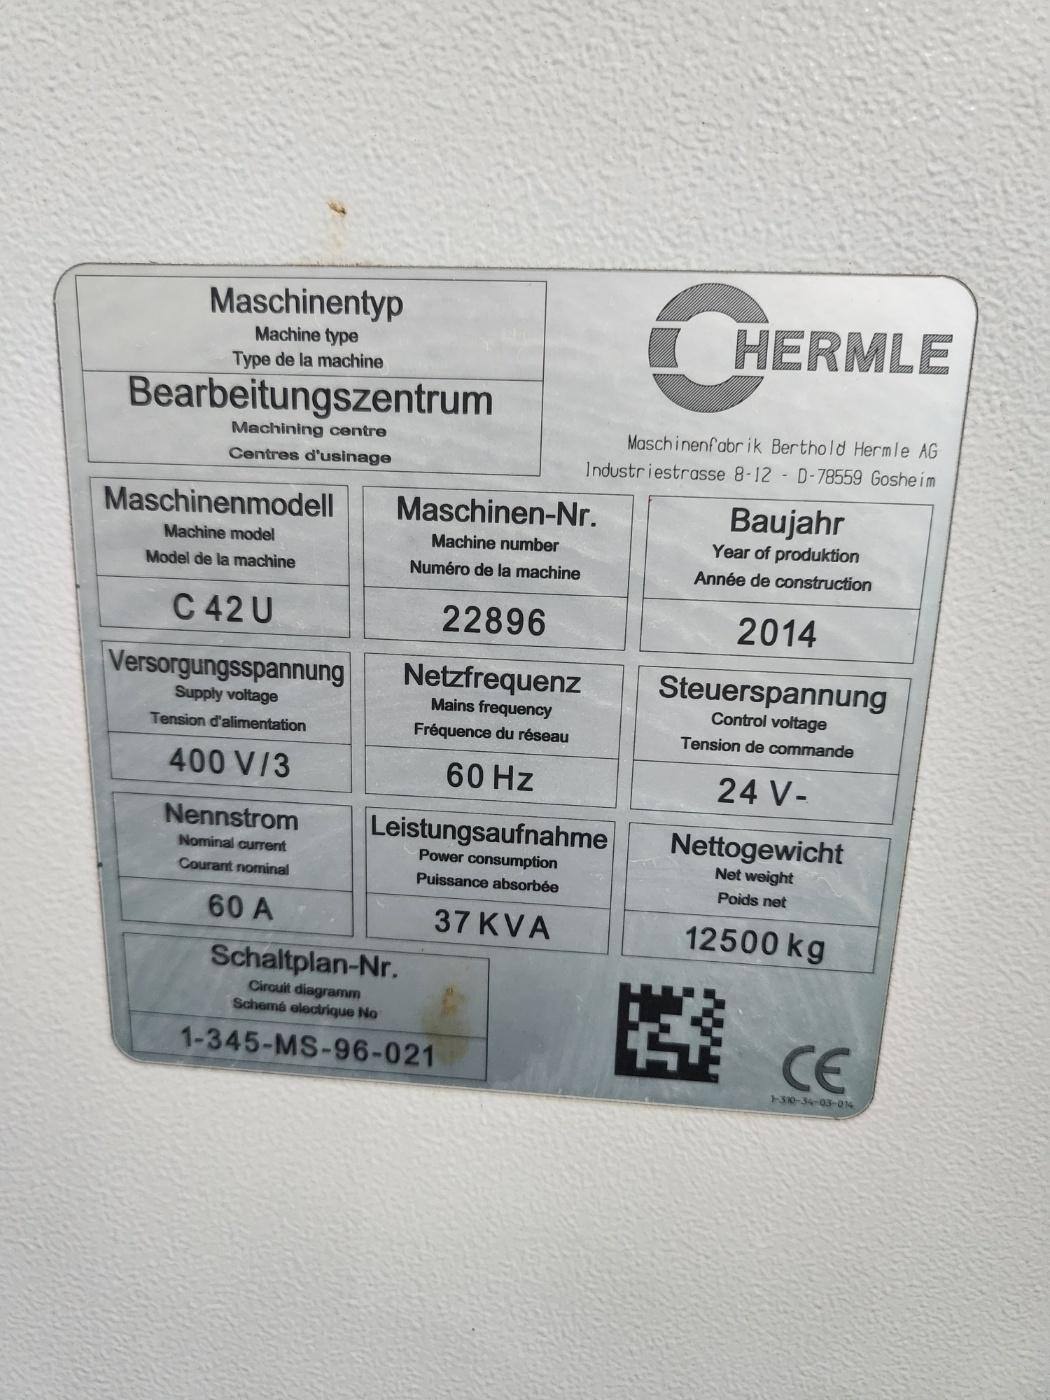 Maschinentyp
Machine type
Type de la machine
Bearbeitungszentrum
Machining centre
Centres d'usinage
HERMLE
Maschinenfabrik Berthold Hermle AG
Industriestrasse 8-12 - D-78559 Gosheim
Maschinenmodell
Machine model
Model de la machine
C 42 U
Maschinen-Nr.
Machine number
Numéro de la machine
22896
Baujahr
Year of produktion
Année de construction
2014
Versorgungsspannung
Supply voltage
Tension d'alimentation
400 V/3
Netzfrequenz
Mains frequency
Fréquence du réseau
60 Hz
Steuerspannung
Control voltage
Tension de commande
24 V-
Nennstrom
Nominal current
Courant nominal
60 A
Leistungsaufnahme
Power consumption
Puissance absorbée
37 KVA
Nettogewicht
Net weight
Poids net
12500 kg
Schaltplan-Nr.
Circuit diagramm
Schemé electrique No
1-345-MS-96-021
CE
1-310-34-03-014